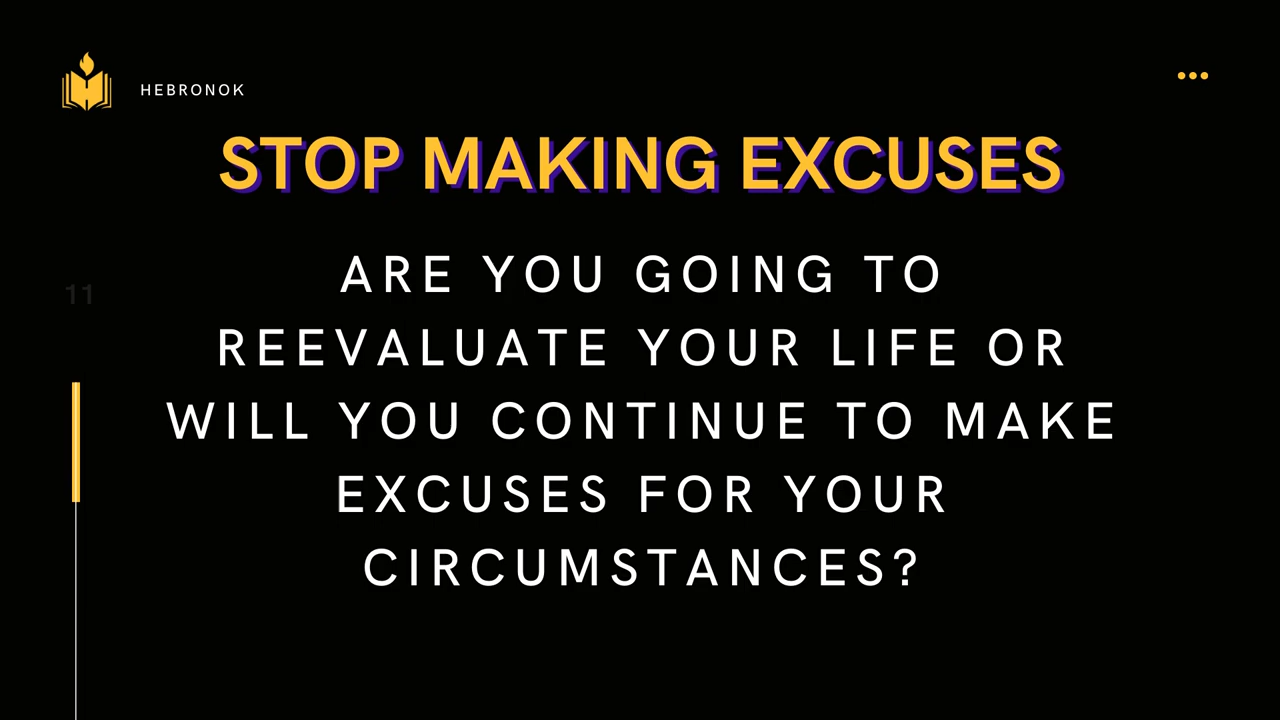 HEBRONOK
STOP MAKING EXCUSES
ARE YOU GOING TO
REEVALUATE YOUR LIFE OR
WILL YOU CONTINUE TO MAKE
EXCUSES FOR YOUR
CIRCUMSTANCES?
11